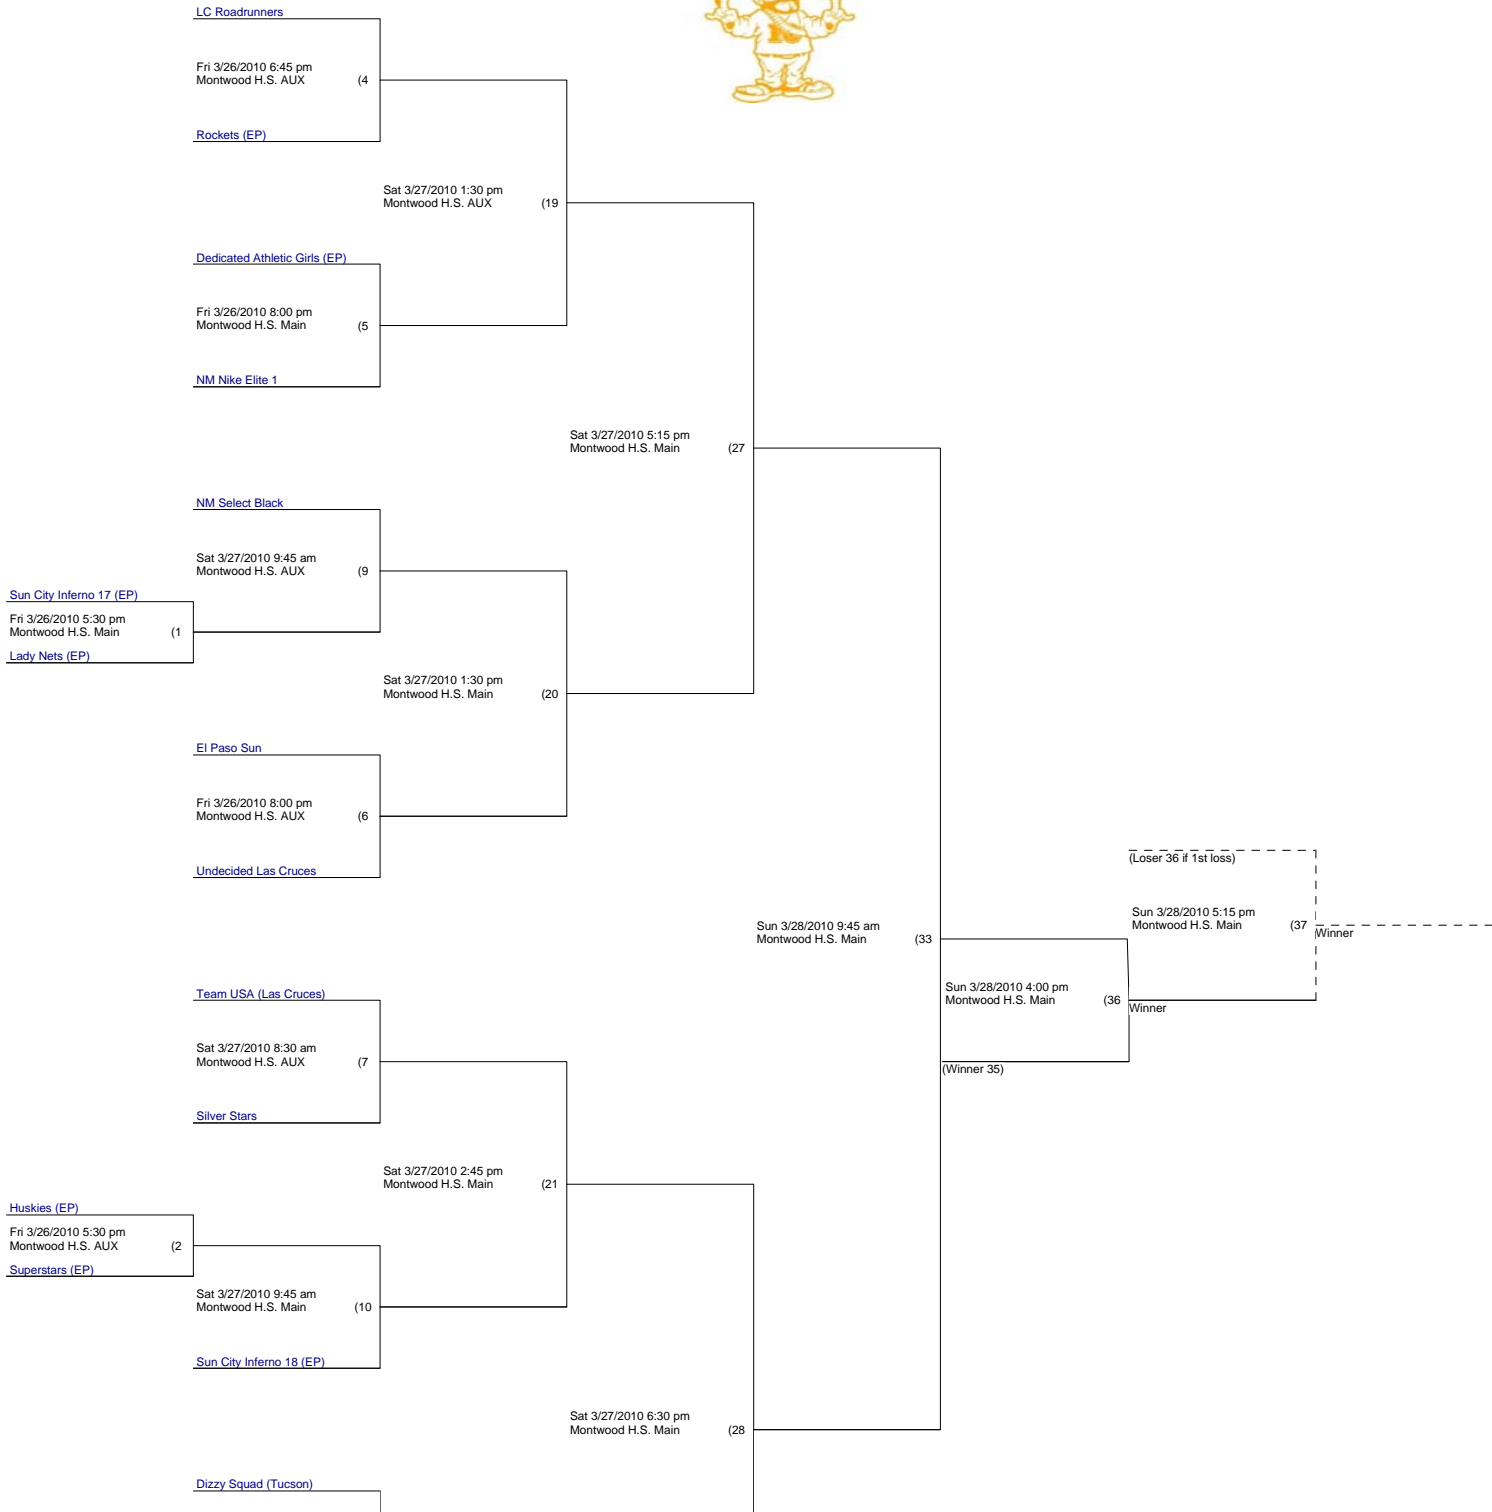 LC Roadrunners
Fri 3/26/2010 6:45 pm
Montwood H.S. AUX (4
Rockets (EP)
Sat 3/27/2010 1:30 pm
Montwood H.S. AUX (19
Dedicated Athletic Girls (EP)
Fri 3/26/2010 8:00 pm
Montwood H.S. Main (5
NM Nike Elite 1
Sat 3/27/2010 5:15 pm
Montwood H.S. Main (27
NM Select Black
Sat 3/27/2010 9:45 am
Montwood H.S. AUX (9
Sun City Inferno 17 (EP)
Fri 3/26/2010 5:30 pm
Montwood H.S. Main (1
Lady Nets (EP)
Sat 3/27/2010 1:30 pm
Montwood H.S. Main (20
El Paso Sun
Fri 3/26/2010 8:00 pm
Montwood H.S. AUX (6
Undecided Las Cruces
(Loser 36 if 1st loss)
Sun 3/28/2010 5:15 pm
Montwood H.S. Main (37
Winner
Sun 3/28/2010 9:45 am
Montwood H.S. Main (33
Sun 3/28/2010 4:00 pm
Montwood H.S. Main (36
Winner
(Winner 35)
Team USA (Las Cruces)
Sat 3/27/2010 8:30 am
Montwood H.S. AUX (7
Silver Stars
Sat 3/27/2010 2:45 pm
Montwood H.S. Main (21
Huskies (EP)
Fri 3/26/2010 5:30 pm
Montwood H.S. AUX (2
Superstars (EP)
Sat 3/27/2010 9:45 am
Montwood H.S. Main (10
Sun City Inferno 18 (EP)
Sat 3/27/2010 6:30 pm
Montwood H.S. Main (28
Dizzy Squad (Tucson)